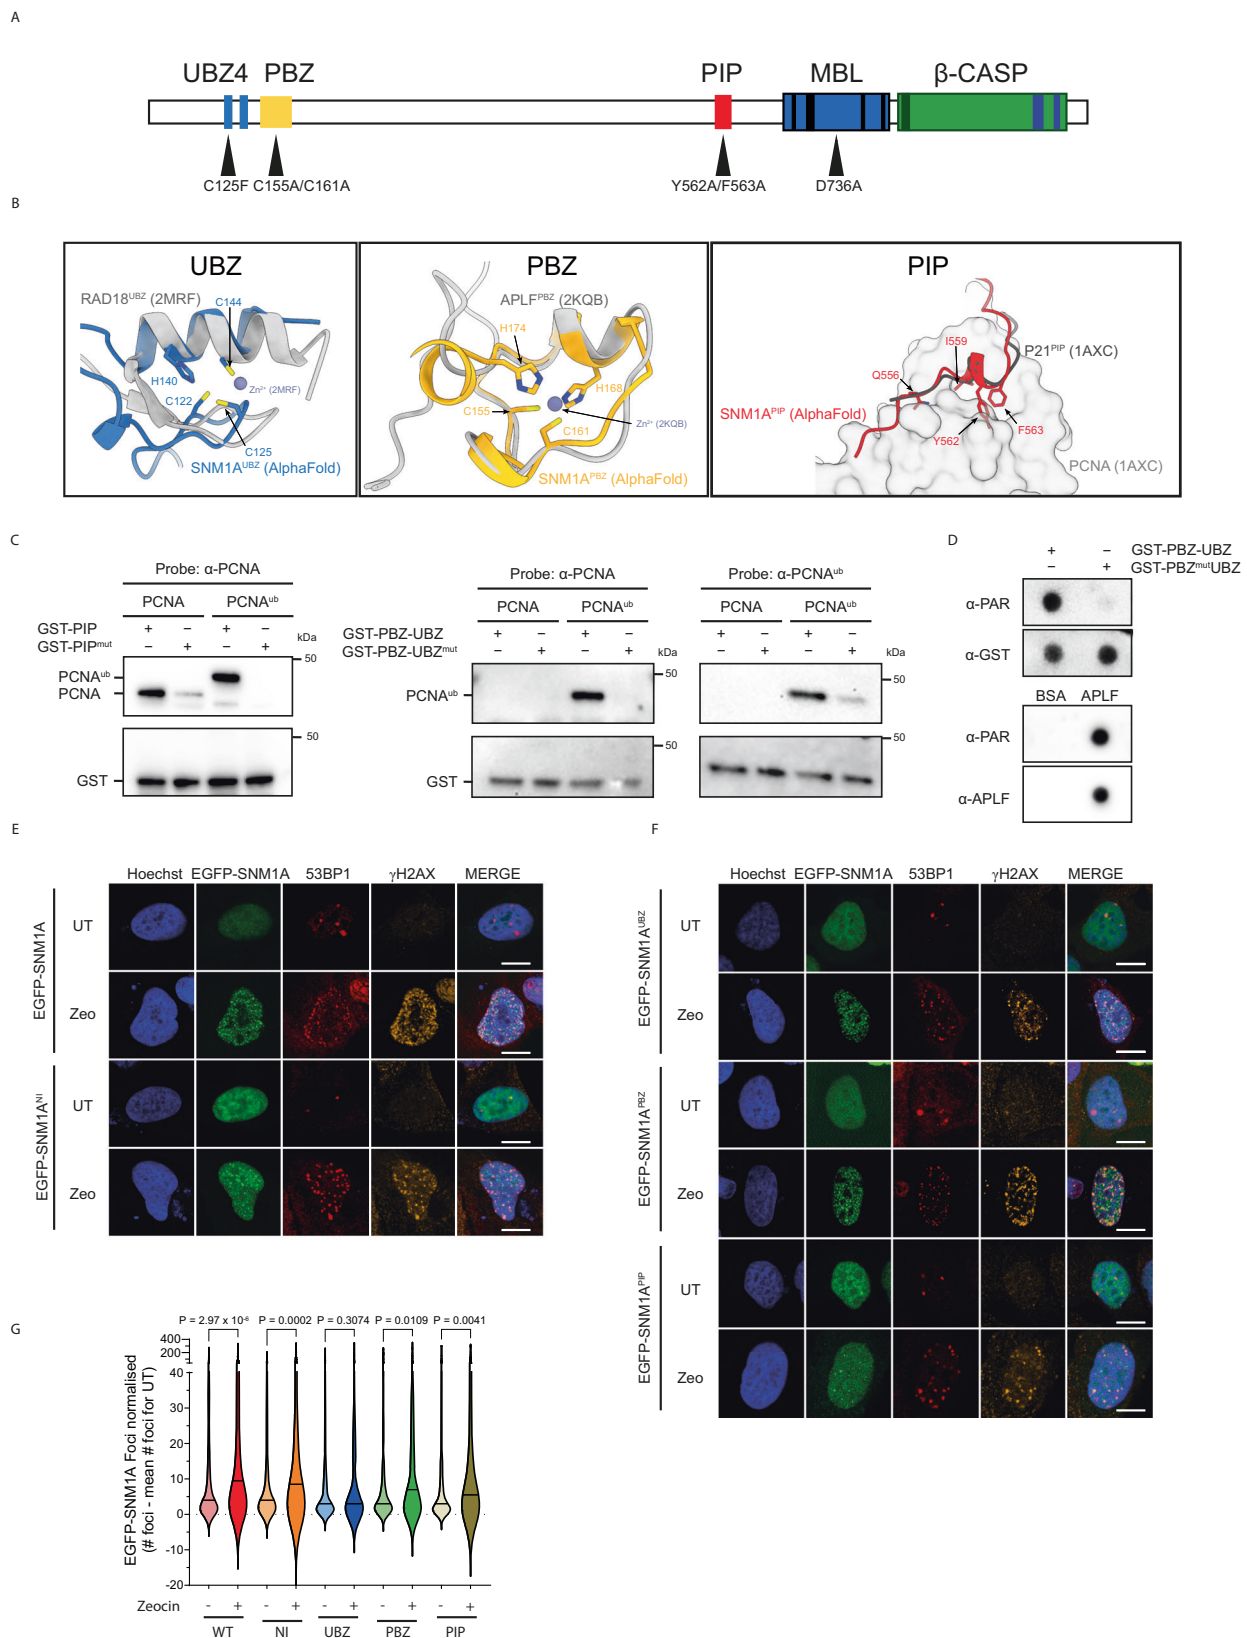 A
UBZ4 PBZ PIP MBL β-CASP
C125F C155A/C161A Y562A/F563A D736A
B
UBZ
RAD18ᵁᴮᶻ (2MRF)
C144
H140
Zn²⁺ (2MRF)
C122
C125
SNM1Aᵁᴮᶻ (AlphaFold)
PBZ
APLFᴾᴮᶻ (2KQB)
H174
H168
C155
C161
Zn²⁺ (2KQB)
SNM1Aᴾᴮᶻ (AlphaFold)
PIP
I559
P21ᴾᴵᴾ (1AXC)
Q556
SNM1Aᴾᴵᴾ (AlphaFold)
Y562
F563
PCNA (1AXC)
C
Probe: α-PCNA
PCNA PCNAᵘᵇ
GST-PIP + − + −
GST-PIPᵐᵘᵗ − + − +
kDa
50
PCNAᵘᵇ
PCNA
50
GST
Probe: α-PCNA
PCNA PCNAᵘᵇ
GST-PBZ-UBZ + − + −
GST-PBZ-UBZᵐᵘᵗ − + − +
kDa
50
PCNAᵘᵇ
50
GST
Probe: α-PCNAᵘᵇ
PCNA PCNAᵘᵇ
+ − + −
− + − +
kDa
50
50
D
+ − GST-PBZ-UBZ
− + GST-PBZᵐᵘᵗUBZ
α-PAR
α-GST
BSA APLF
α-PAR
α-APLF
E
Hoechst EGFP-SNM1A 53BP1 γH2AX MERGE
EGFP-SNM1A
UT
Zeo
EGFP-SNM1Aᴺᴵ
UT
Zeo
F
Hoechst EGFP-SNM1A 53BP1 γH2AX MERGE
EGFP-SNM1Aᵁᴮᶻ
UT
Zeo
EGFP-SNM1Aᴾᴮᶻ
UT
Zeo
EGFP-SNM1Aᴾᴵᴾ
UT
Zeo
G
P = 2.97 x 10⁻⁶ P = 0.0002 P = 0.3074 P = 0.0109 P = 0.0041
EGFP-SNM1A Foci normalised
(# foci - mean # foci for UT)
400
200
40
30
20
10
0
-10
-20
Zeocin - + - + - + - + - +
WT NI UBZ PBZ PIP